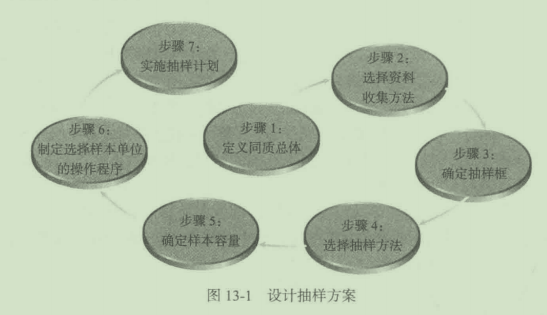 步骤 1：
定义同质总体
步骤 2：
选择资料
收集方法
步骤 3：
确定抽样框
步骤 4：
选择抽样方法
步骤 5：
确定样本容量
步骤 6：
制定选择样本单位
的操作程序
步骤 7：
实施抽样计划
图 13-1 设计抽样方案